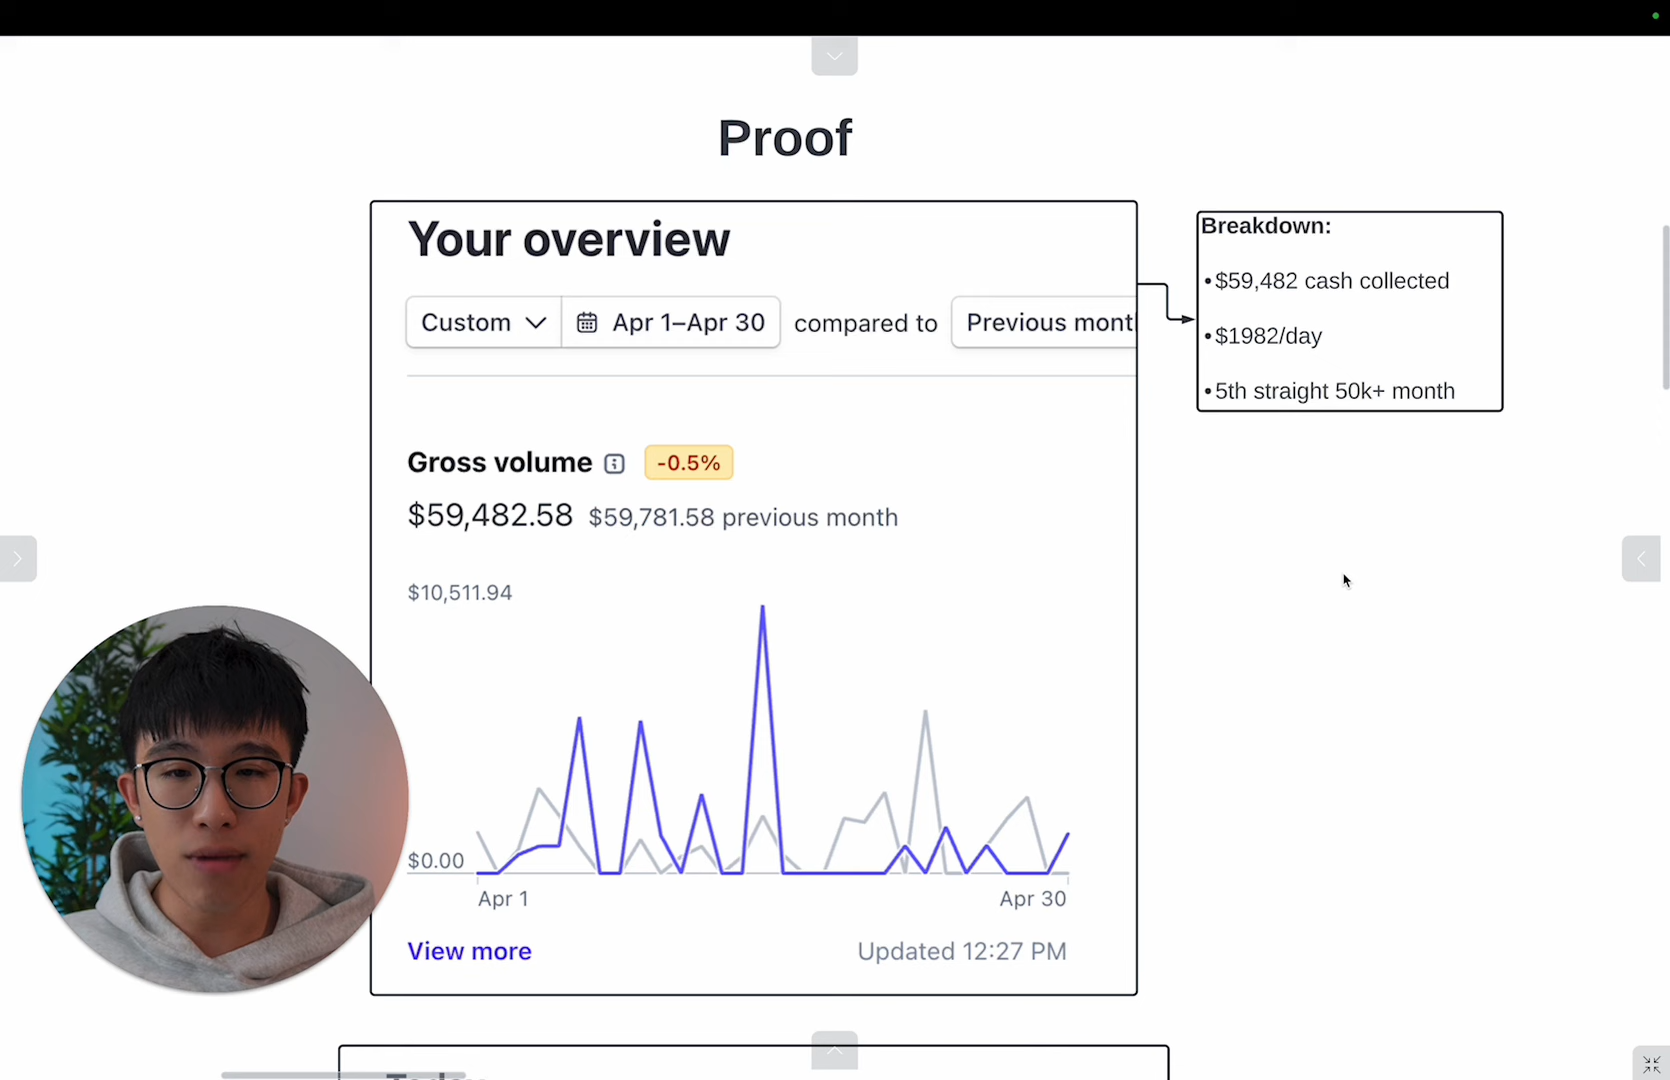 Proof
Your overview
Custom Apr 1–Apr 30 compared to Previous mont
Gross volume -0.5%
$59,482.58 $59,781.58 previous month
$10,511.94
$0.00
Apr 1 Apr 30
View more Updated 12:27 PM
Breakdown:
•$59,482 cash collected
•$1982/day
•5th straight 50k+ month